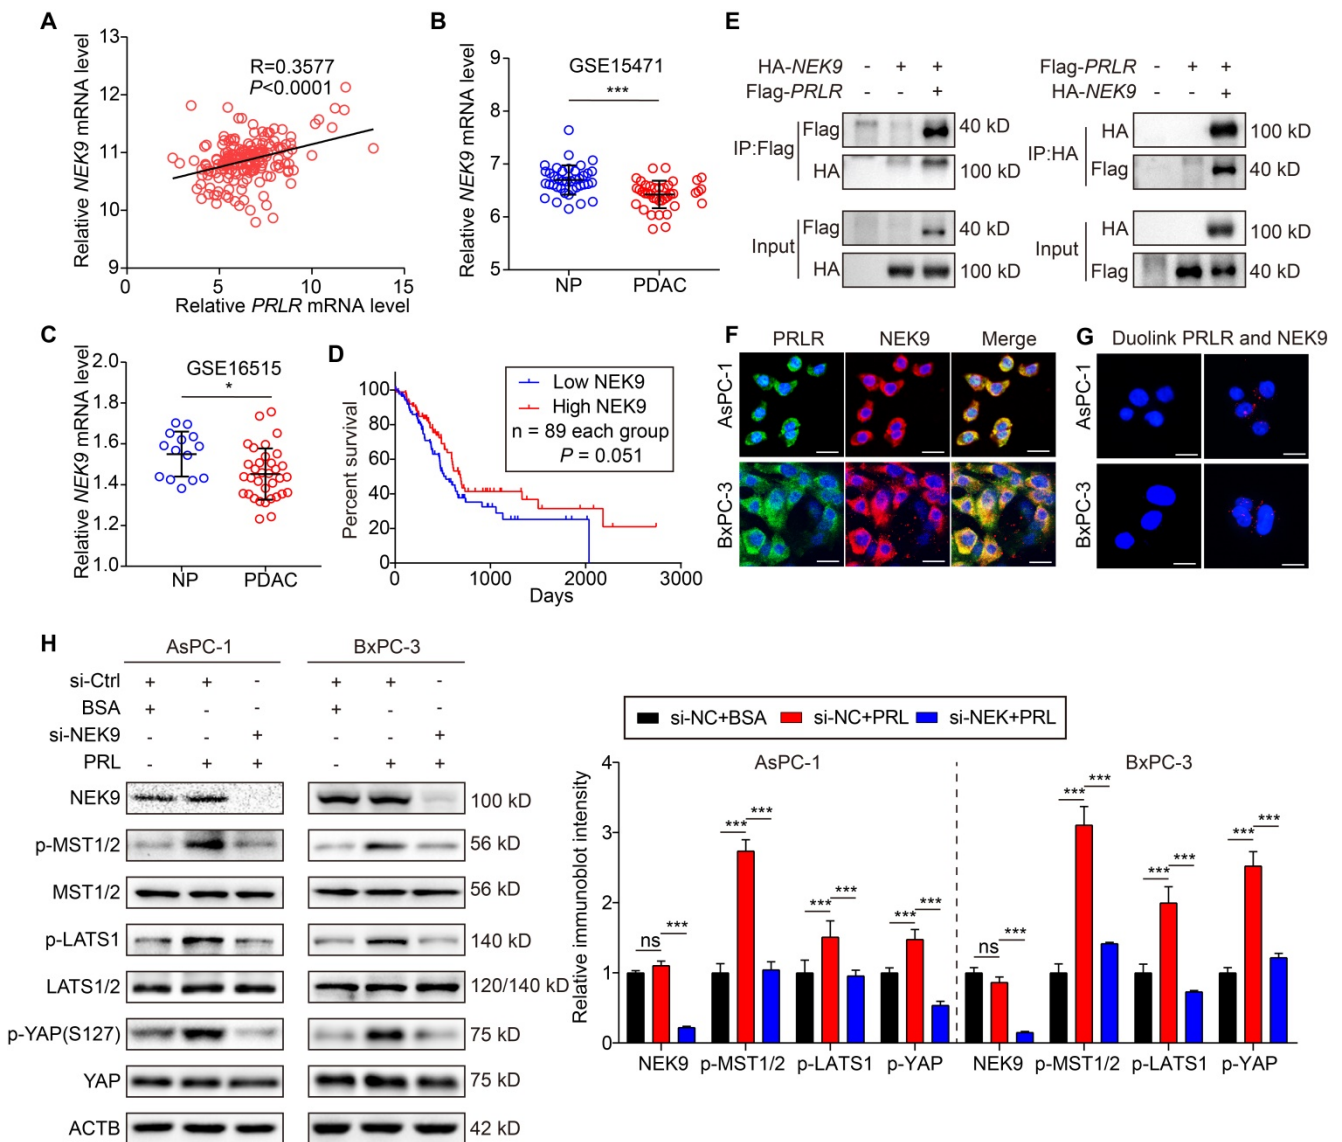 A
Relative NEK9 mRNA level
13
12
11
10
9
R=0.3577
P<0.0001
0 5 10 15
Relative PRLR mRNA level
B
Relative NEK9 mRNA level
9
8
7
6
5
GSE15471
***
NP PDAC
E
HA-NEK9 - + +
Flag-PRLR - - +
IP:Flag
Flag 40 kD
HA 100 kD
Input
Flag 40 kD
HA 100 kD
Flag-PRLR - + +
HA-NEK9 - - +
IP:HA
HA 100 kD
Flag 40 kD
Input
HA 100 kD
Flag 40 kD
C
Relative NEK9 mRNA level
2.0
1.8
1.6
1.4
1.2
1.0
GSE16515
*
NP PDAC
D
Percent survival
100
80
60
40
20
0
Low NEK9
High NEK9
n = 89 each group
P = 0.051
0 1000 2000 3000
Days
F
PRLR NEK9 Merge
AsPC-1
BxPC-3
G
Duolink PRLR and NEK9
AsPC-1
BxPC-3
H
AsPC-1 BxPC-3
si-Ctrl + + - + + -
BSA + - - + - -
si-NEK9 - - + - - +
PRL - + + - + +
NEK9 100 kD
p-MST1/2 56 kD
MST1/2 56 kD
p-LATS1 140 kD
LATS1/2 120/140 kD
p-YAP(S127) 75 kD
YAP 75 kD
ACTB 42 kD
si-NC+BSA si-NC+PRL si-NEK+PRL
Relative immunoblot intensity
4
3
2
1
0
AsPC-1 BxPC-3
ns *** *** *** *** *** *** ***
ns *** *** *** *** *** *** ***
NEK9 p-MST1/2 p-LATS1 p-YAP NEK9 p-MST1/2 p-LATS1 p-YAP